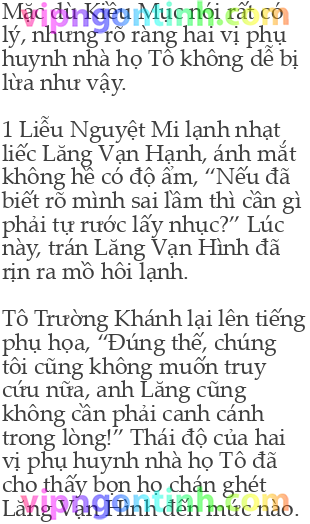 Mặc dù Kiều Mục nói rất có
lý, nhưng rõ ràng hai vị phụ
huynh nhà họ Tô không dễ bị
lừa như vậy.
1 Liễu Nguyệt Mi lạnh nhạt
liếc Lăng Vạn Hạnh, ánh mắt
không hề có độ ấm, “Nếu đã
biết rõ mình sai lầm thì cần gì
phải tự rước lấy nhục?” Lúc
này, trán Lăng Vạn Hình đã
rịn ra mồ hôi lạnh.
Tô Trường Khánh lại lên tiếng
phụ họa, “Đúng thế, chúng
tôi cũng không muốn truy
cứu nữa, anh Lăng cũng
không cần phải canh cánh
trong lòng!” Thái độ của hai
vị phụ huynh nhà họ Tô đã
cho thấy bọn họ chán ghét
Lăng Vạn Hình đến mức nào.
vipngontinh.com
vipngontinh.com